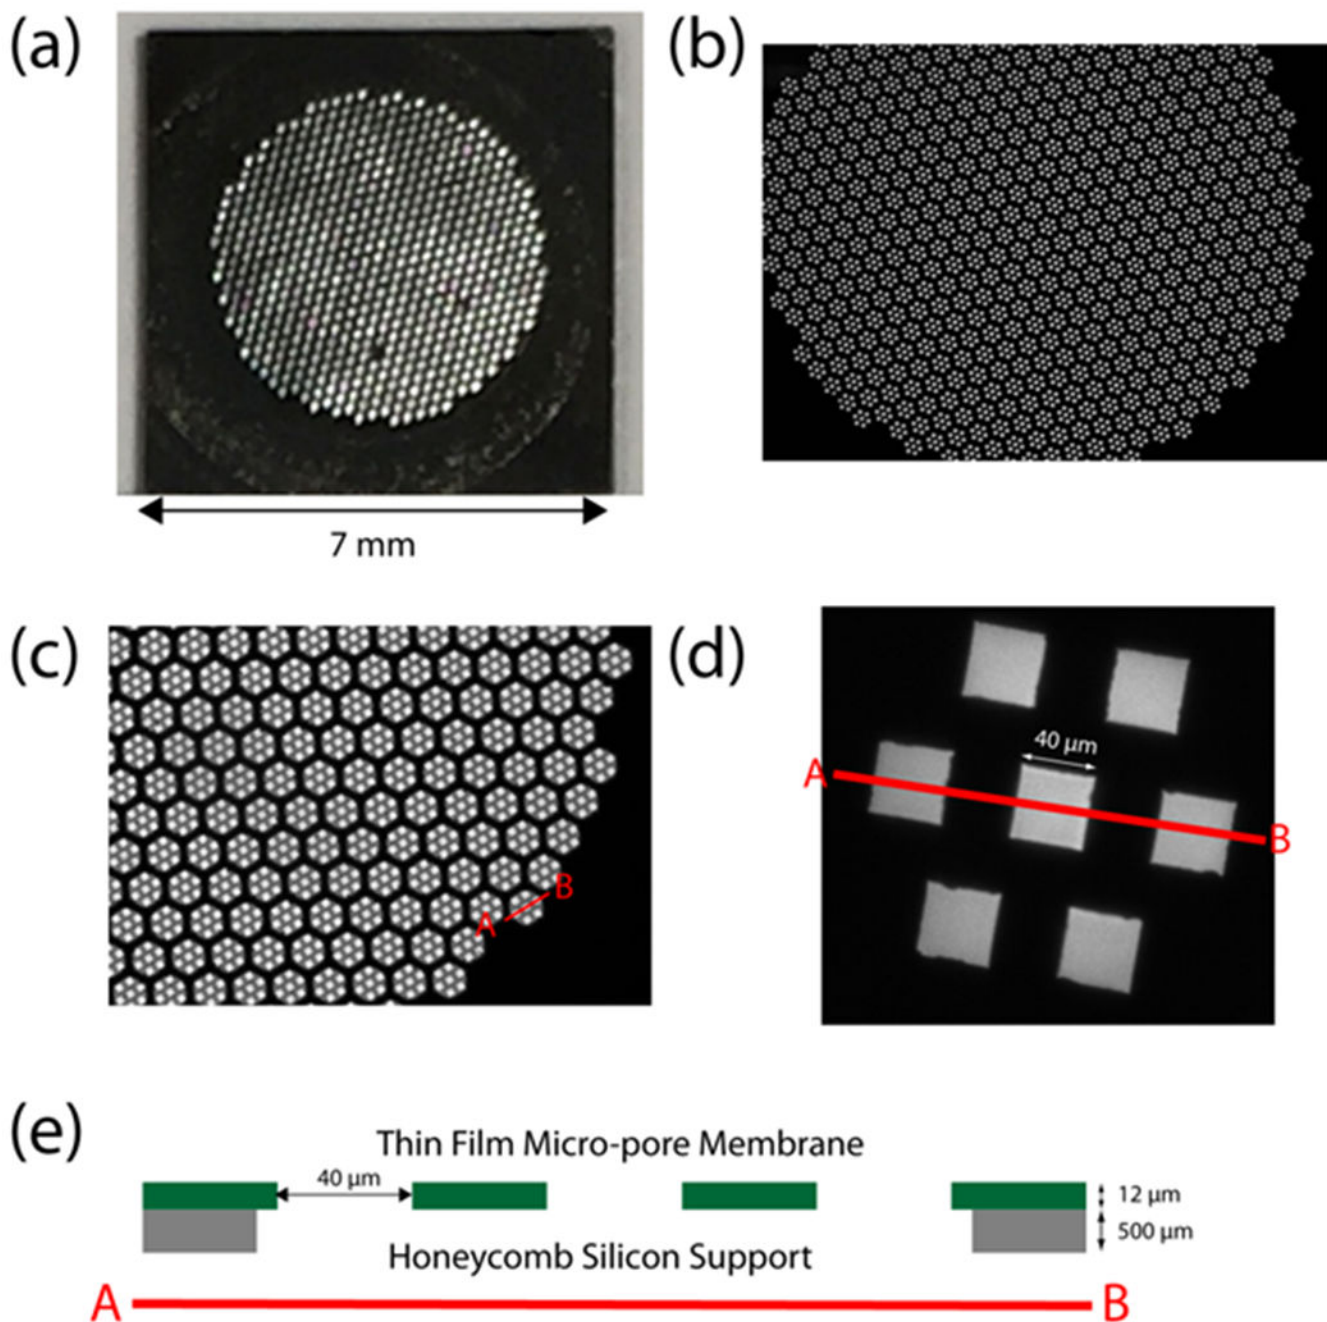 (a)
(b)
7 mm
(c)
(d)
40 µm
A
B
A
B
(e)
Thin Film Micro-pore Membrane
40 µm
12 µm
500 µm
Honeycomb Silicon Support
A
B